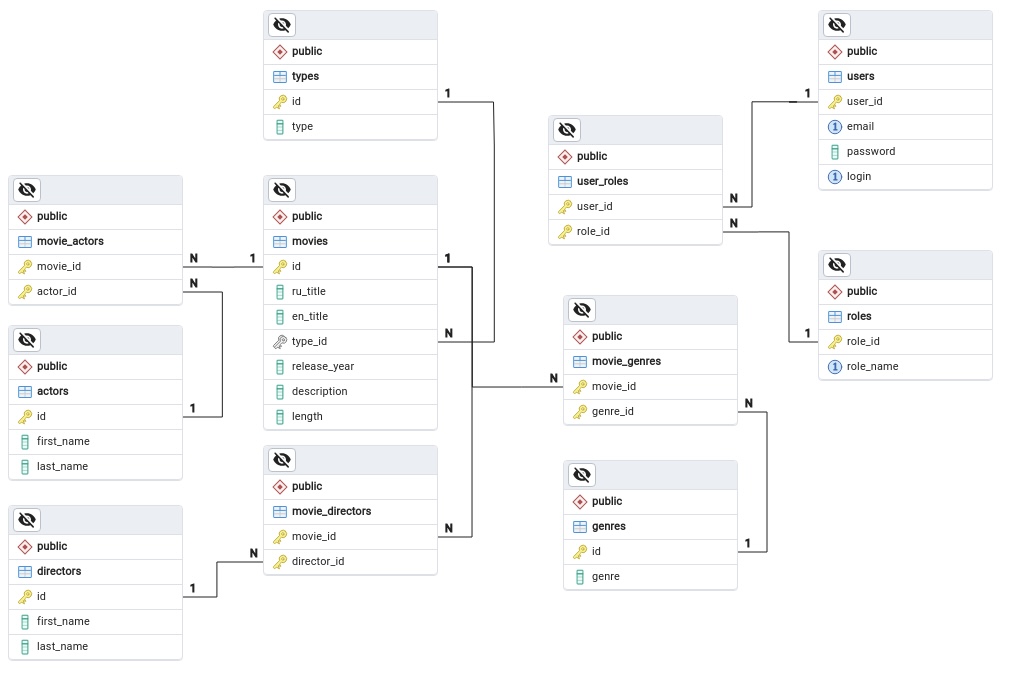 public
types
id
type
1
public
movie_actors
movie_id
actor_id
N
N
1
public
movies
id
ru_title
en_title
type_id
release_year
description
length
1
N
public
actors
id
first_name
last_name
1
public
movie_directors
movie_id
director_id
N
N
public
directors
id
first_name
last_name
1
public
user_roles
user_id
role_id
N
N
public
users
user_id
email
password
login
1
public
roles
role_id
role_name
1
public
movie_genres
movie_id
genre_id
N
N
public
genres
id
genre
1